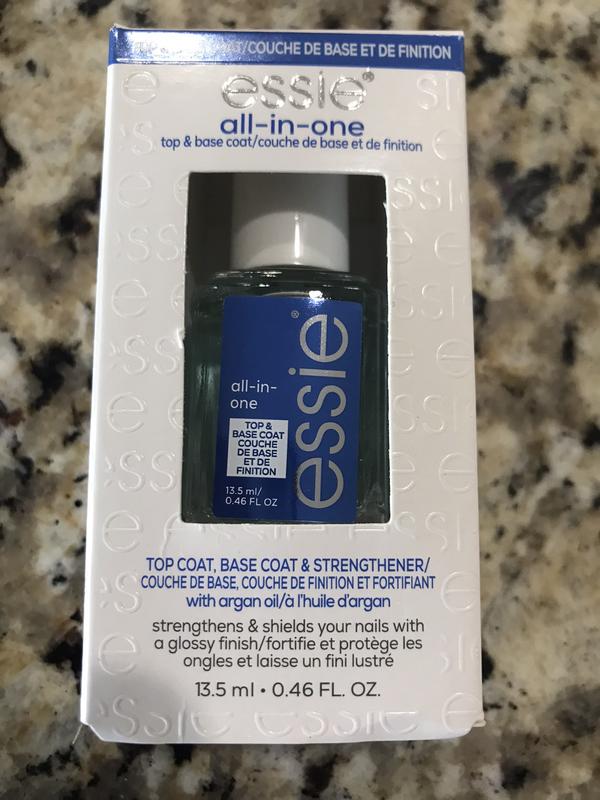 COAT/COUCHE DE BASE ET DE FINITION
essie®
all-in-one
top & base coat/couche de base et de finition
essie®
all-in-
one
TOP &
BASE COAT
COUCHE
DE BASE
ET DE
FINITION
13.5 ml/
0.46 FL OZ
TOP COAT, BASE COAT & STRENGTHENER/
COUCHE DE BASE, COUCHE DE FINITION ET FORTIFIANT
with argan oil/à l'huile d'argan
strengthens & shields your nails with
a glossy finish/fortifie et protège les
ongles et laisse un fini lustré
13.5 ml • 0.46 FL. OZ.